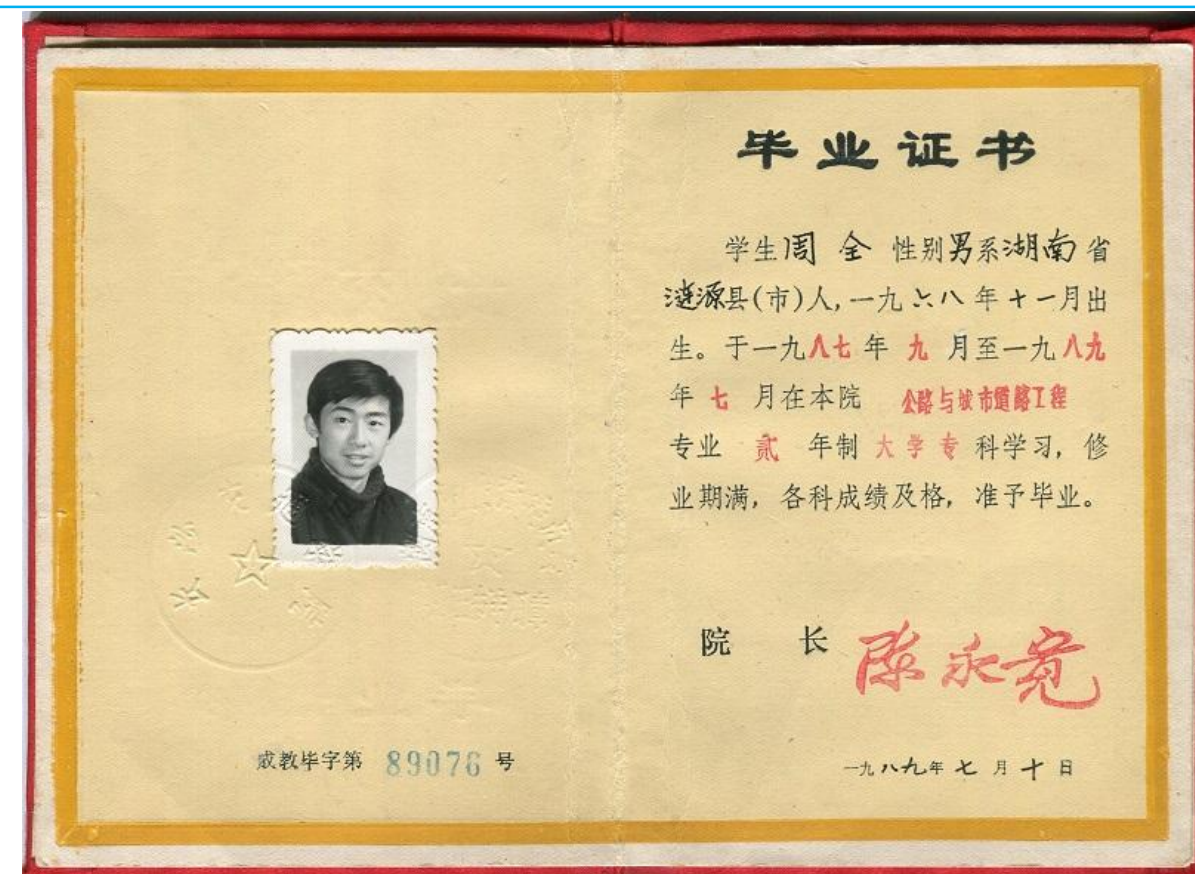 毕业证书
学生周全 性别男系湖南省
涟源县(市)人,一九六八年十一月出
生。于一九八七年九月至一九八九
年七月在本院 公路与城市道路工程
专业 贰 年制 大学专 科学习,修
业期满,各科成绩及格,准予毕业。
院 长 陈永宽
成教毕字第 89076 号
一九八九年七月十日